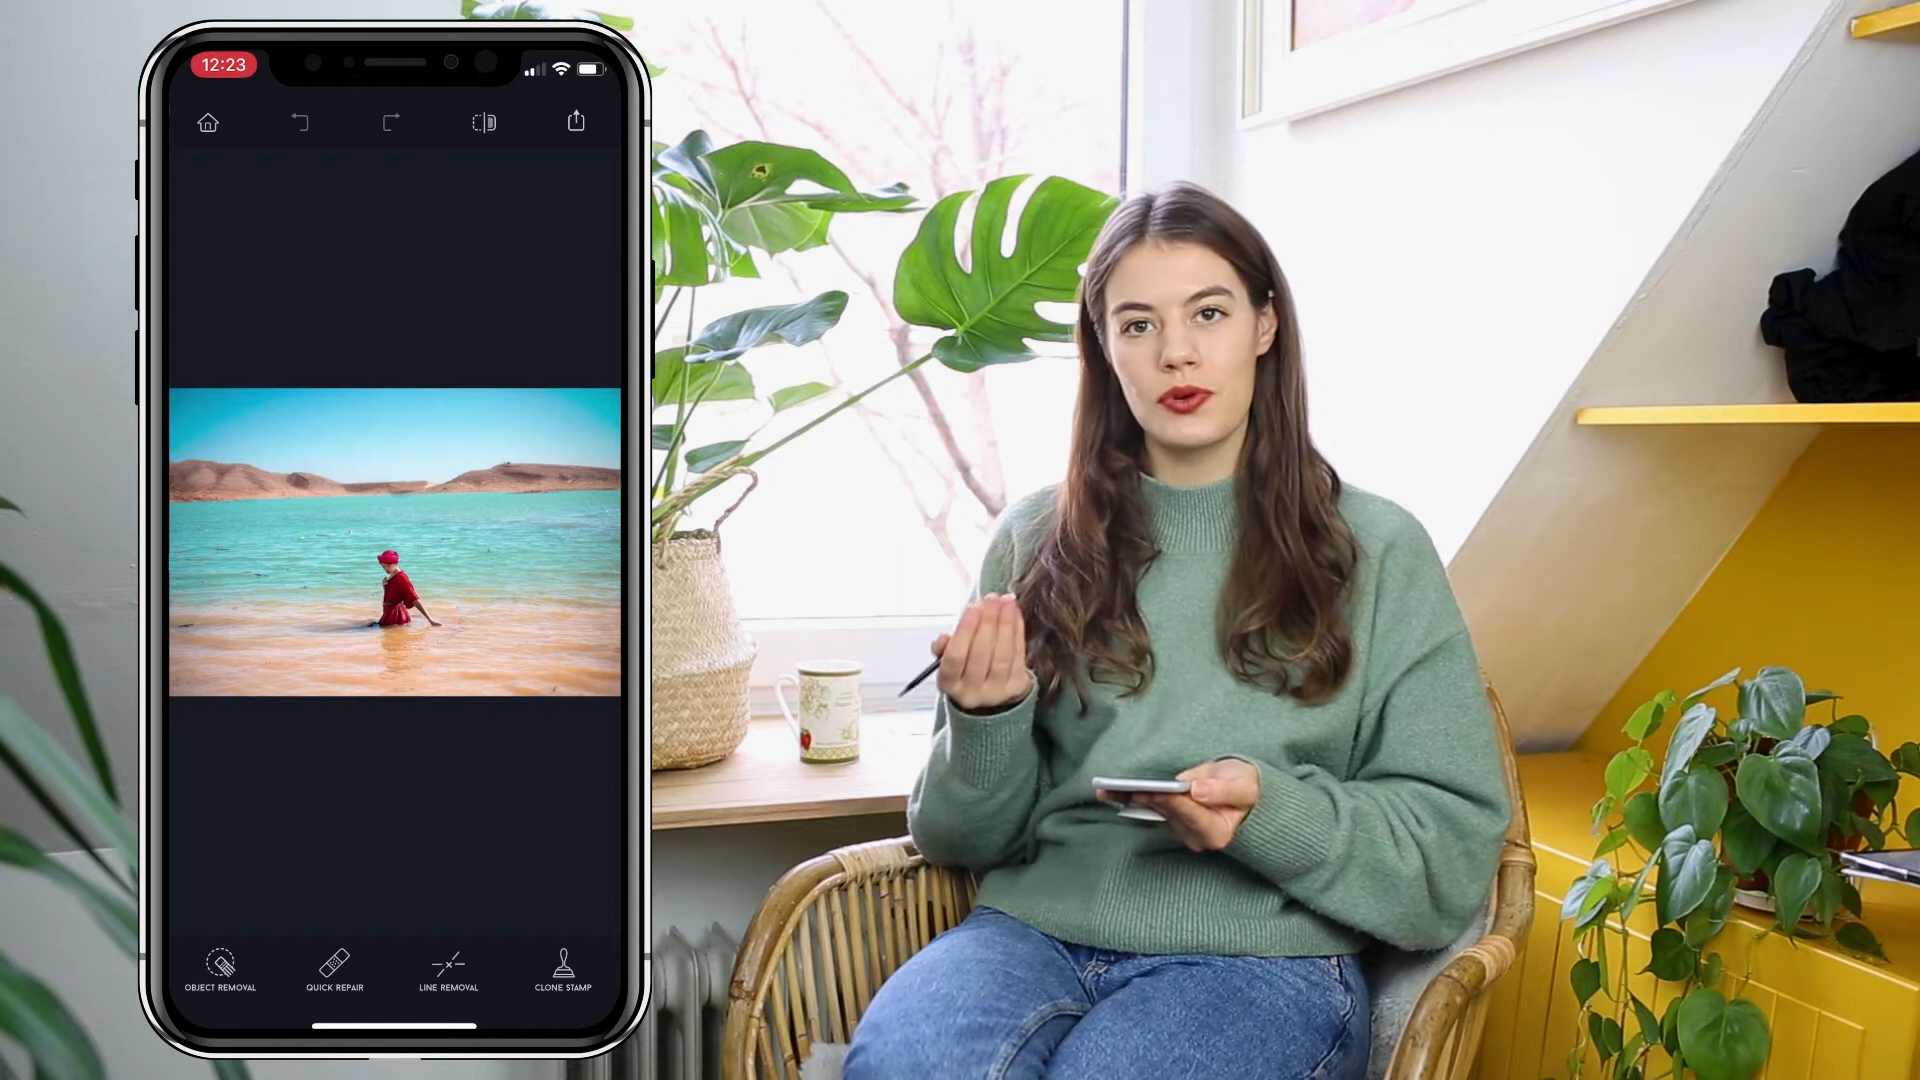 12:23
OBJECT REMOVAL
QUICK REPAIR
LINE REMOVAL
CLONE STAMP